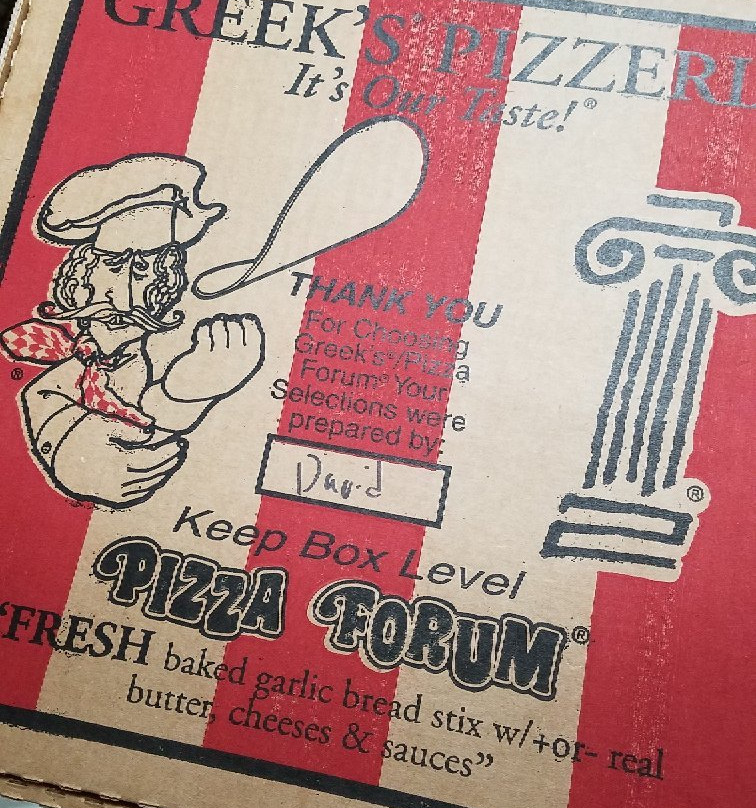 GREEK'S PIZZERI
It's Our Taste!®
THANK YOU
For Choosing
Greek's®/Pizza
Forum® Your
Selections were
prepared by:
David
®
®
Keep Box Level
PIZZA FORUM®
"FRESH baked garlic bread stix w/+or- real
butter, cheeses & sauces"